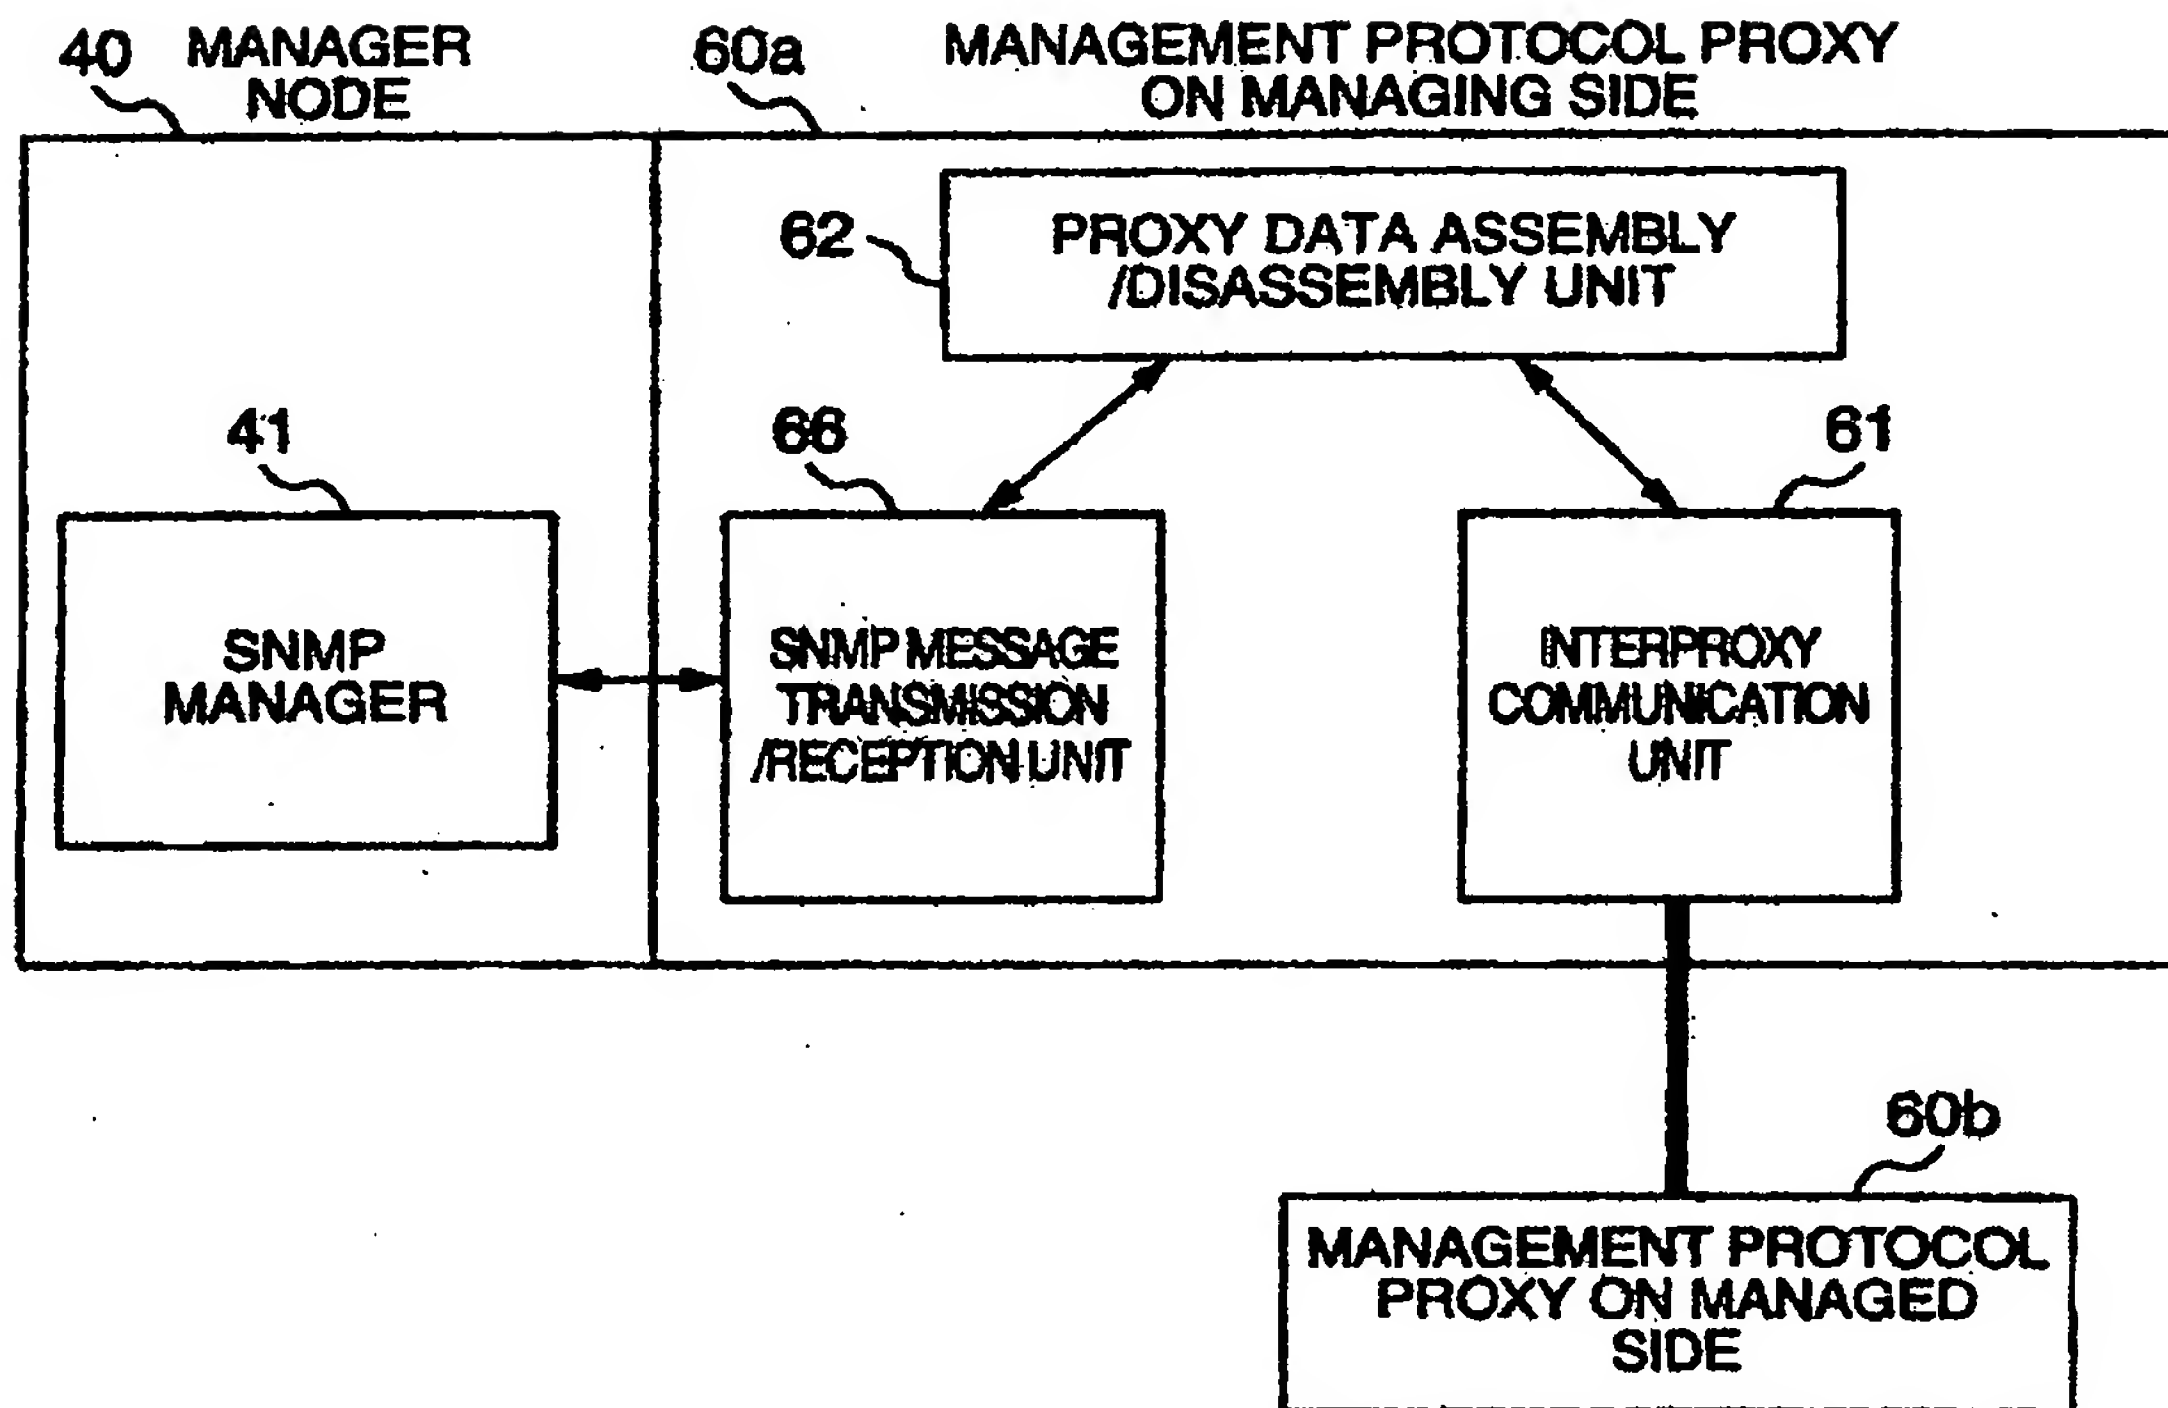 40
MANAGER
NODE
60a
MANAGEMENT PROTOCOL PROXY
ON MANAGING SIDE
62
PROXY DATA ASSEMBLY
/DISASSEMBLY UNIT
41
66
61
SNMP
MANAGER
SNMP MESSAGE
TRANSMISSION
/RECEPTION UNIT
INTERPROXY
COMMUNICATION
UNIT
60b
MANAGEMENT PROTOCOL
PROXY ON MANAGED
SIDE